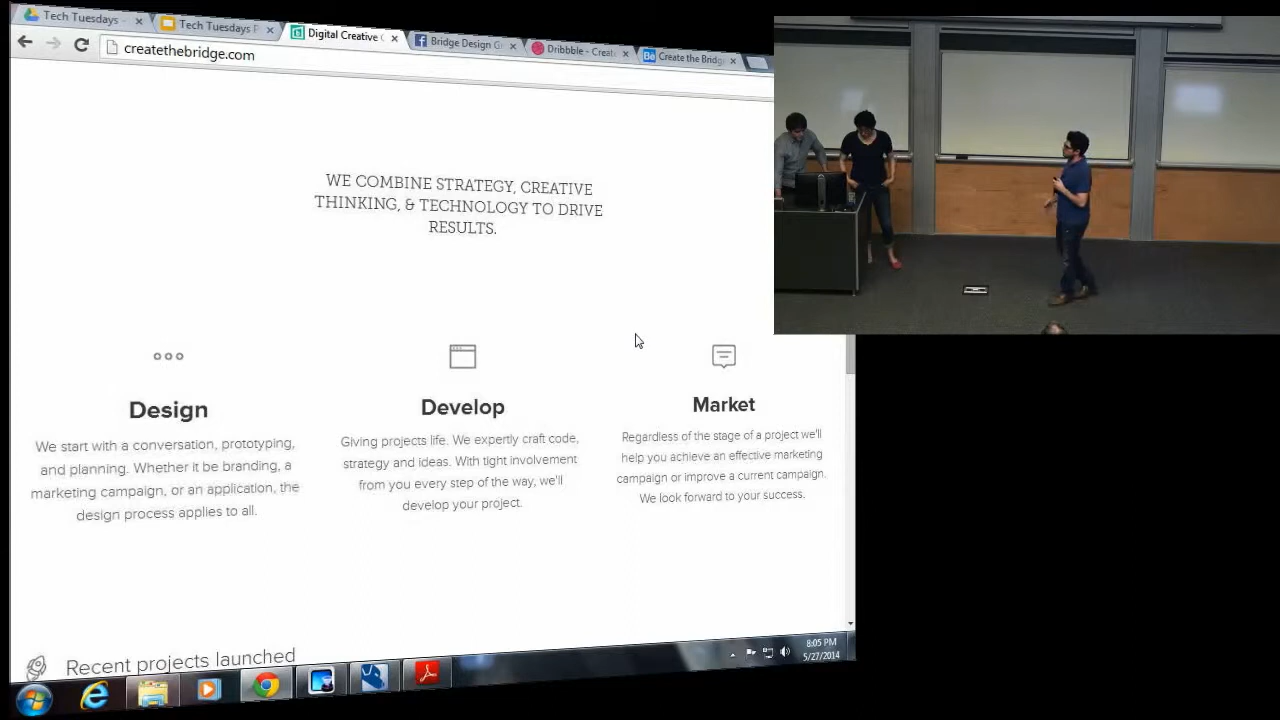 Tech Tuesdays -
Tech Tuesdays
Digital Creative
Bridge Design
Dribbble - Creat
Create the Bridg
createthebridge.com
WE COMBINE STRATEGY, CREATIVE
THINKING, & TECHNOLOGY TO DRIVE
RESULTS.
Design
We start with a conversation, prototyping,
and planning. Whether it be branding, a
marketing campaign, or an application, the
design process applies to all.
Develop
Giving projects life. We expertly craft code,
strategy and ideas. With tight involvement
from you every step of the way, we'll
develop your project.
Market
Regardless of the stage of a project we'll
help you achieve an effective marketing
campaign or improve a current campaign.
We look forward to your success.
Recent projects launched
8:05 PM
5/27/2014